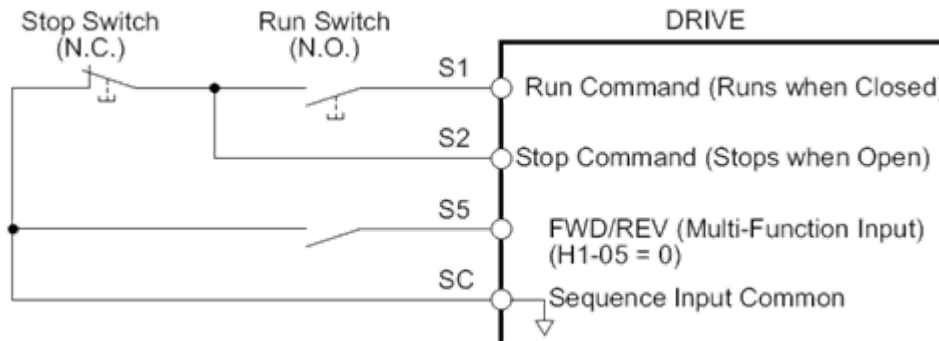 Stop Switch
(N.C.)
Run Switch
(N.O.)
DRIVE
S1
Run Command (Runs when Closed)
S2
Stop Command (Stops when Open)
S5
FWD/REV (Multi-Function Input)
(H1-05 = 0)
SC
Sequence Input Common